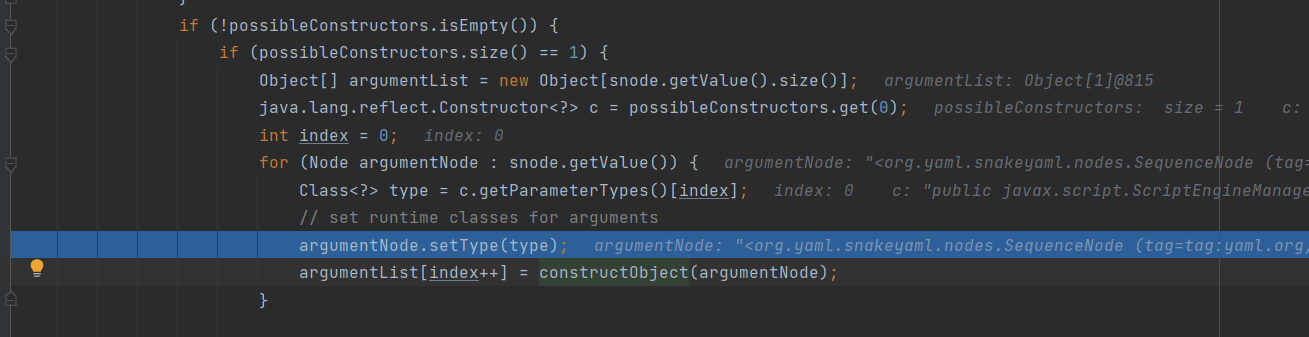 }
if (!possibleConstructors.isEmpty()) {
if (possibleConstructors.size() == 1) {
Object[] argumentList = new Object[snode.getValue().size()]; argumentList: Object[1]@815
java.lang.reflect.Constructor<?> c = possibleConstructors.get(0); possibleConstructors: size = 1 c:
int index = 0; index: 0
for (Node argumentNode : snode.getValue()) { argumentNode: "<org.yaml.snakeyaml.nodes.SequenceNode (tag=
Class<?> type = c.getParameterTypes()[index]; index: 0 c: "public javax.script.ScriptEngineManage
// set runtime classes for arguments
argumentNode.setType(type); argumentNode: "<org.yaml.snakeyaml.nodes.SequenceNode (tag=tag:yaml.org,
argumentList[index++] = constructObject(argumentNode);
}